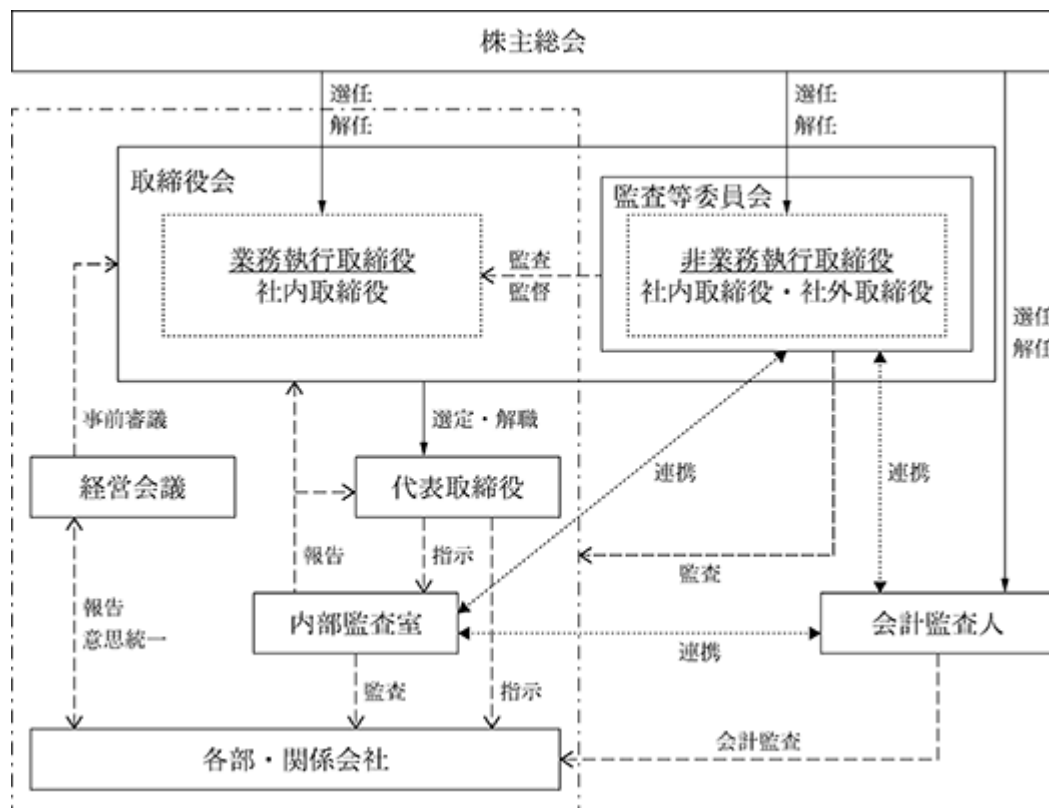 株主総会
選任
解任
選任
解任
取締役会
監査等委員会
業務執行取締役
社内取締役
監査
監督
非業務執行取締役
社内取締役・社外取締役
選任
解任
事前審議
選定・解職
経営会議
代表取締役
連携
連携
報告
指示
監査
報告
意思統一
内部監査室
連携
会計監査人
監査
指示
会計監査
各部・関係会社